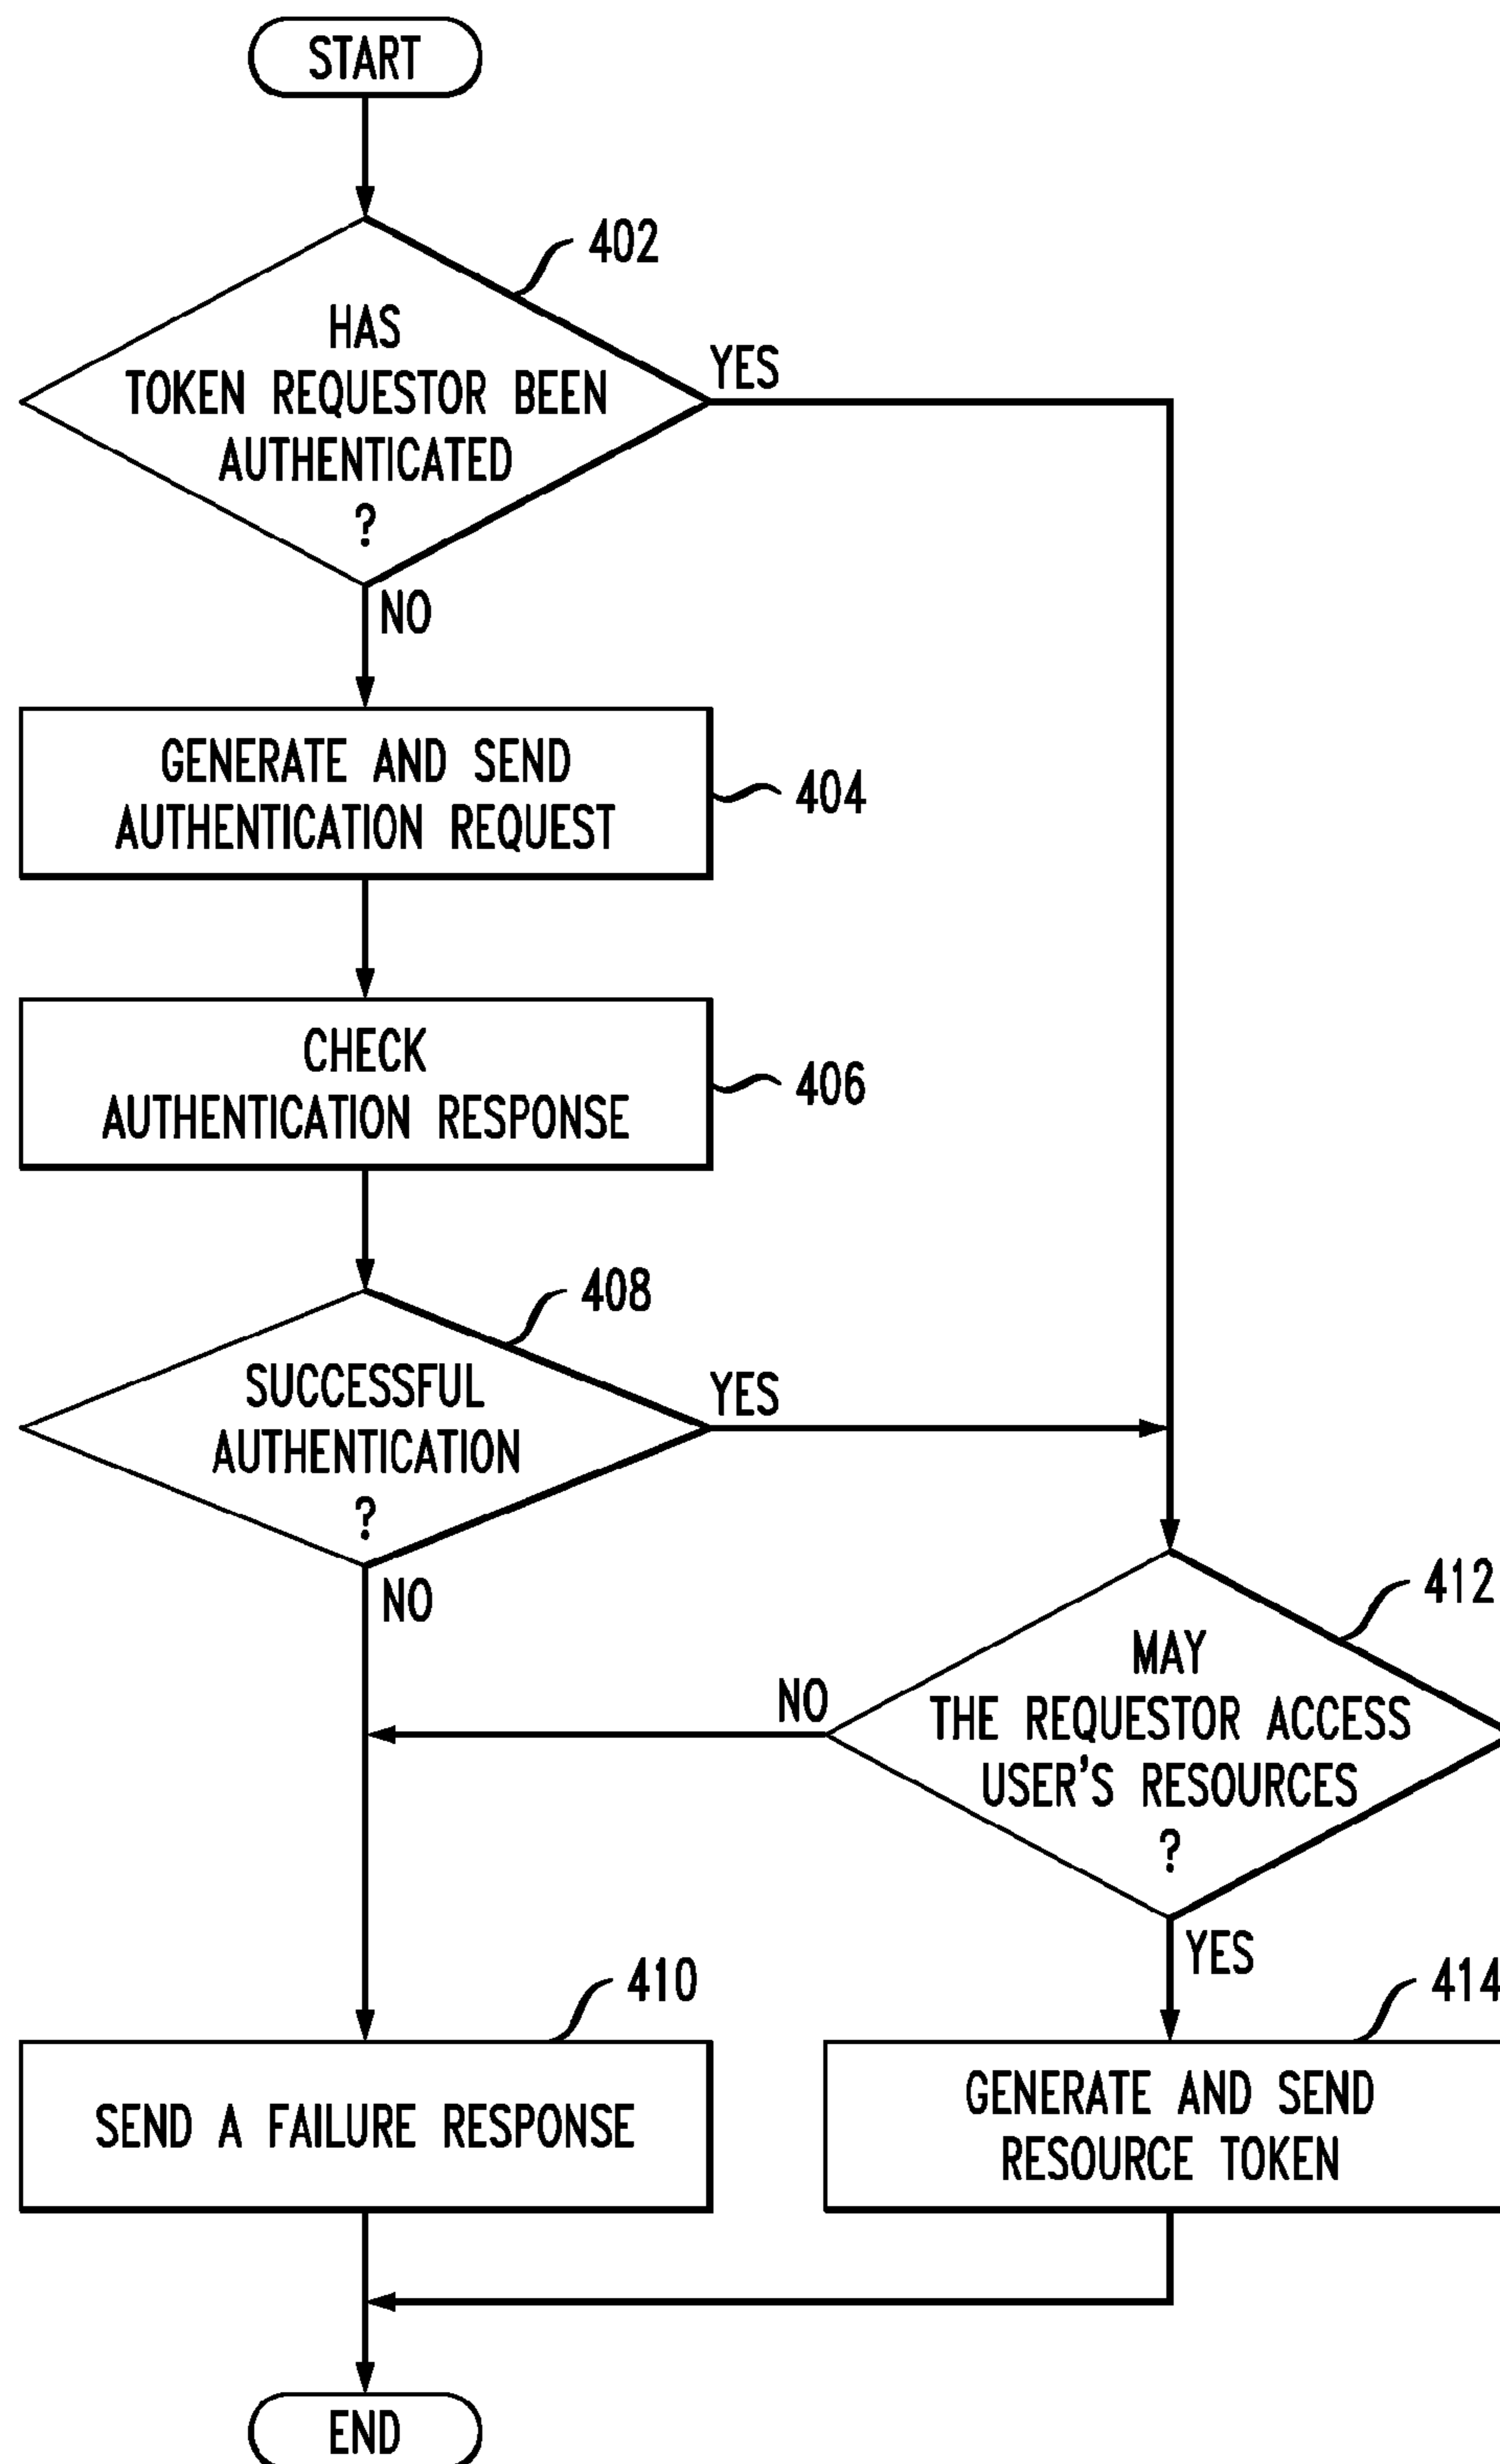 START
402
HAS
TOKEN REQUESTOR BEEN
AUTHENTICATED
?
YES
NO
GENERATE AND SEND
AUTHENTICATION REQUEST
404
CHECK
AUTHENTICATION RESPONSE
406
408
SUCCESSFUL
AUTHENTICATION
?
YES
NO
412
MAY
THE REQUESTOR ACCESS
USER'S RESOURCES
?
NO
YES
410
SEND A FAILURE RESPONSE
414
GENERATE AND SEND
RESOURCE TOKEN
END